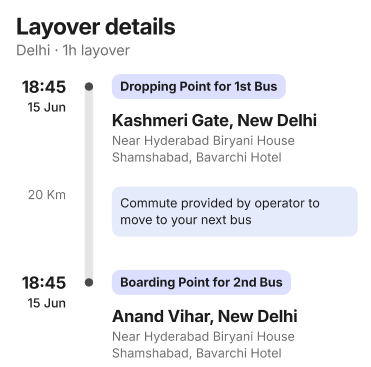 Layover details
Delhi · 1h layover
18:45
15 Jun
Dropping Point for 1st Bus
Kashmeri Gate, New Delhi
Near Hyderabad Biryani House
Shamshabad, Bavarchi Hotel
20 Km
Commute provided by operator to
move to your next bus
18:45
15 Jun
Boarding Point for 2nd Bus
Anand Vihar, New Delhi
Near Hyderabad Biryani House
Shamshabad, Bavarchi Hotel